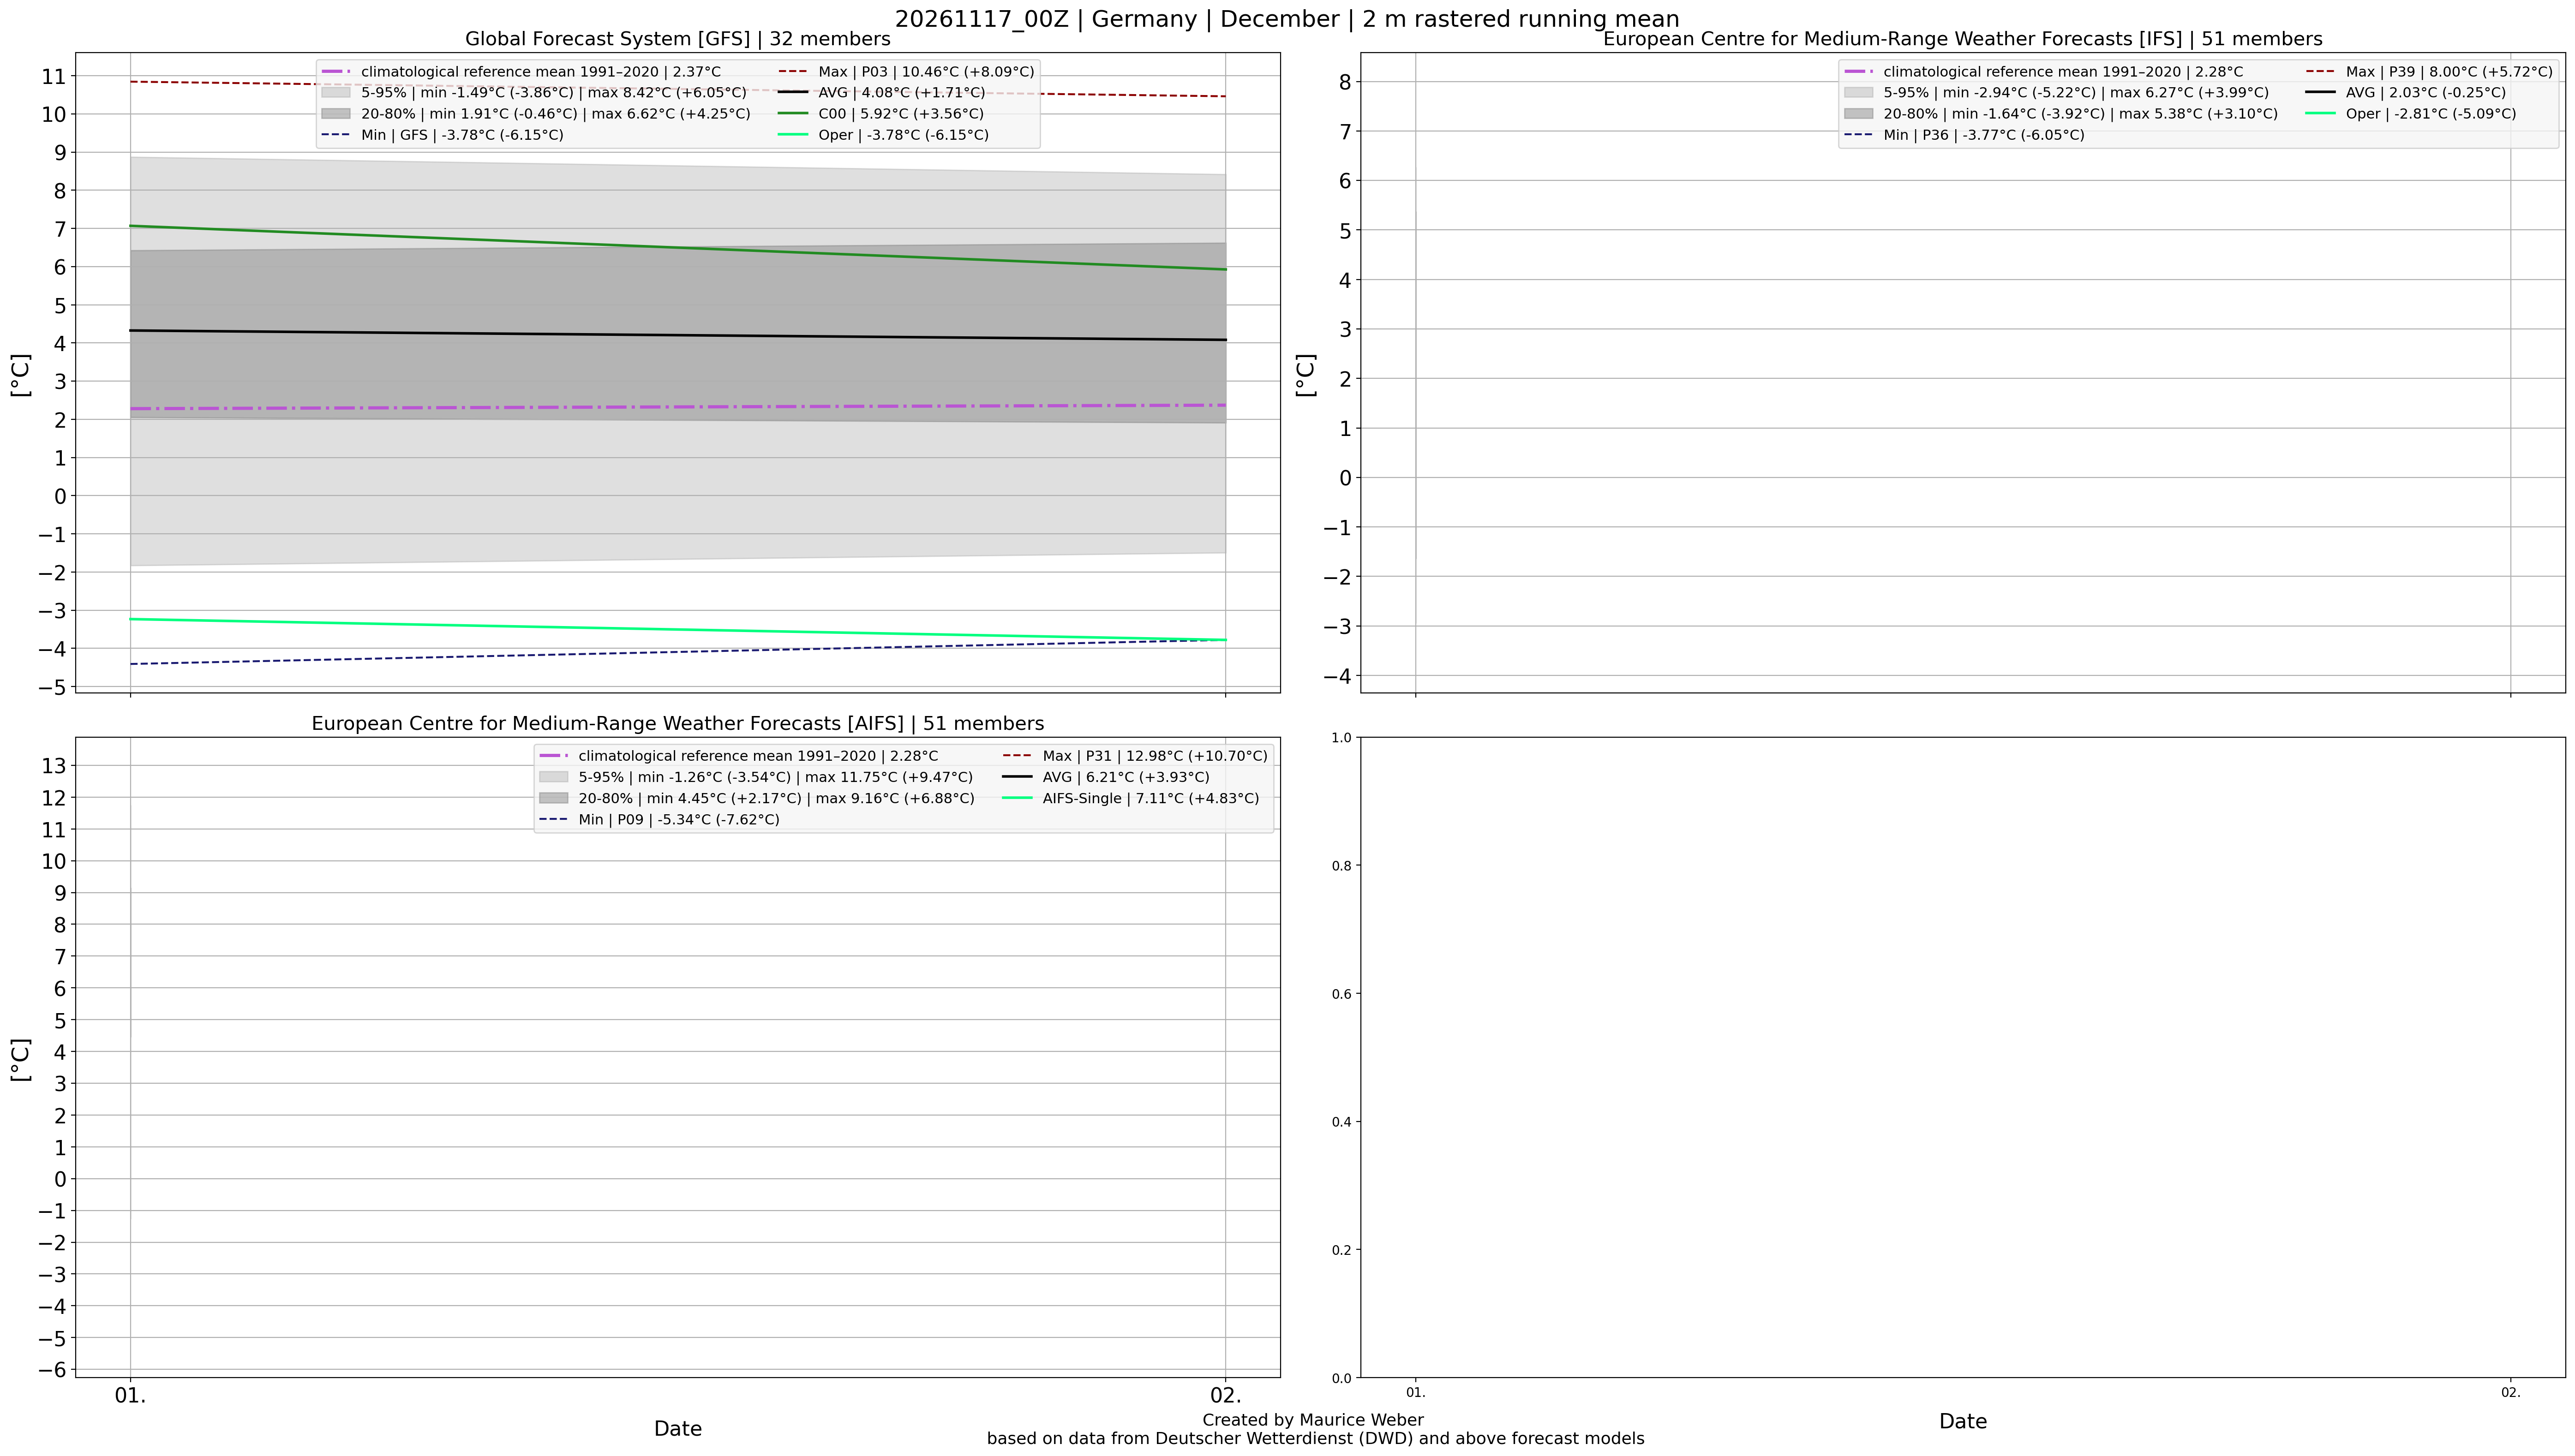 20261117_00Z | Germany | December | 2 m rastered running mean
Global Forecast System [GFS] | 32 members
climatological reference mean 1991–2020 | 2.37°C
5-95% | min -1.49°C (-3.86°C) | max 8.42°C (+6.05°C)
20-80% | min 1.91°C (-0.46°C) | max 6.62°C (+4.25°C)
Min | GFS | -3.78°C (-6.15°C)
Max | P03 | 10.46°C (+8.09°C)
AVG | 4.08°C (+1.71°C)
C00 | 5.92°C (+3.56°C)
Oper | -3.78°C (-6.15°C)
11
10
9
8
7
6
5
4
3
2
1
0
−1
−2
−3
−4
−5
[°C]
European Centre for Medium-Range Weather Forecasts [IFS] | 51 members
climatological reference mean 1991–2020 | 2.28°C
5-95% | min -2.94°C (-5.22°C) | max 6.27°C (+3.99°C)
20-80% | min -1.64°C (-3.92°C) | max 5.38°C (+3.10°C)
Min | P36 | -3.77°C (-6.05°C)
Max | P39 | 8.00°C (+5.72°C)
AVG | 2.03°C (-0.25°C)
Oper | -2.81°C (-5.09°C)
8
7
6
5
4
3
2
1
0
−1
−2
−3
−4
[°C]
European Centre for Medium-Range Weather Forecasts [AIFS] | 51 members
climatological reference mean 1991–2020 | 2.28°C
5-95% | min -1.26°C (-3.54°C) | max 11.75°C (+9.47°C)
20-80% | min 4.45°C (+2.17°C) | max 9.16°C (+6.88°C)
Min | P09 | -5.34°C (-7.62°C)
Max | P31 | 12.98°C (+10.70°C)
AVG | 6.21°C (+3.93°C)
AIFS-Single | 7.11°C (+4.83°C)
13
12
11
10
9
8
7
6
5
4
3
2
1
0
−1
−2
−3
−4
−5
−6
[°C]
01.
02.
Date
1.0
0.8
0.6
0.4
0.2
0.0
01.
02.
Date
Created by Maurice Weber
based on data from Deutscher Wetterdienst (DWD) and above forecast models